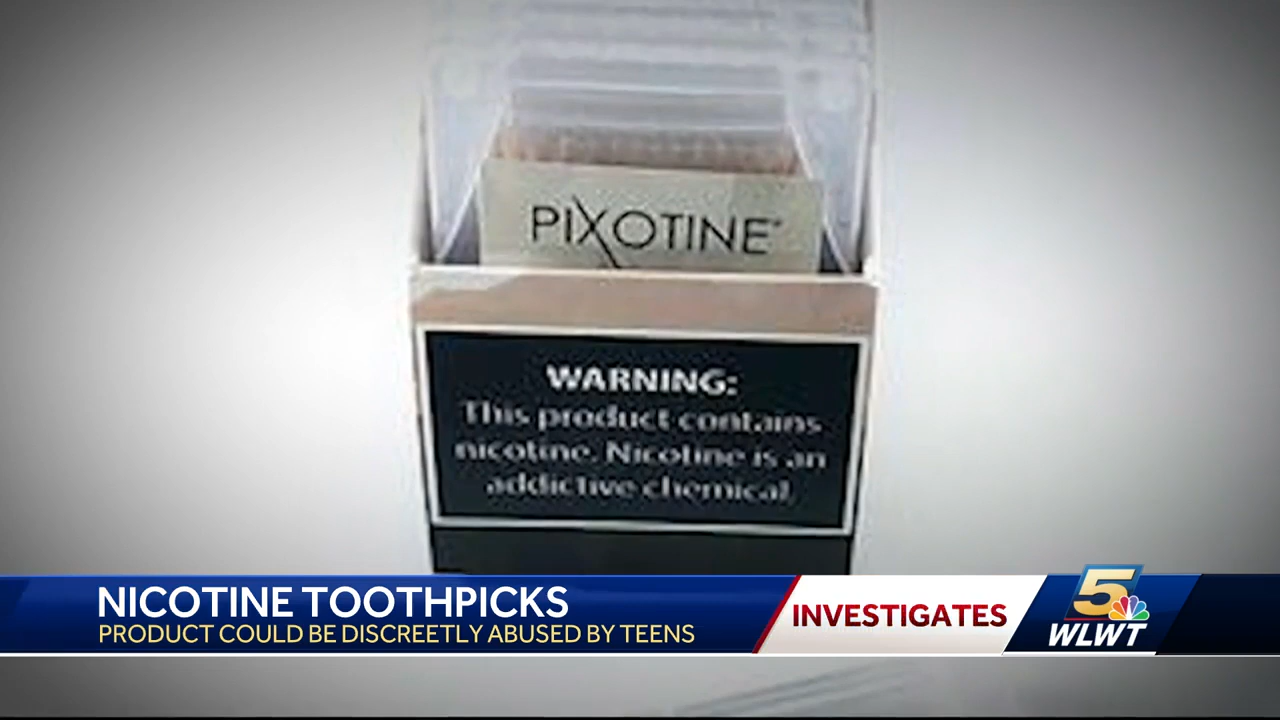 PIXOTINE
WARNING:
This product contains
nicotine. Nicotine is an
addictive chemical.
NICOTINE TOOTHPICKS
PRODUCT COULD BE DISCREETLY ABUSED BY TEENS
INVESTIGATES
5
WLWT